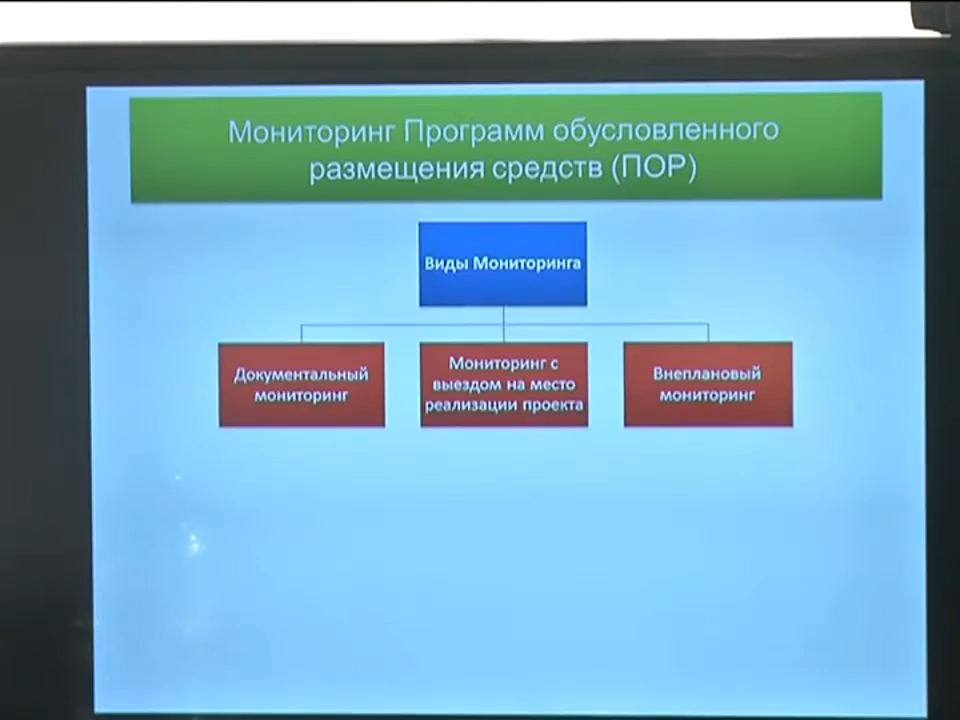 Мониторинг Программ обусловленного
размещения средств (ПОР)
Виды Мониторинга
Документальный
мониторинг
Мониторинг с
выездом на место
реализации проекта
Внеплановый
мониторинг